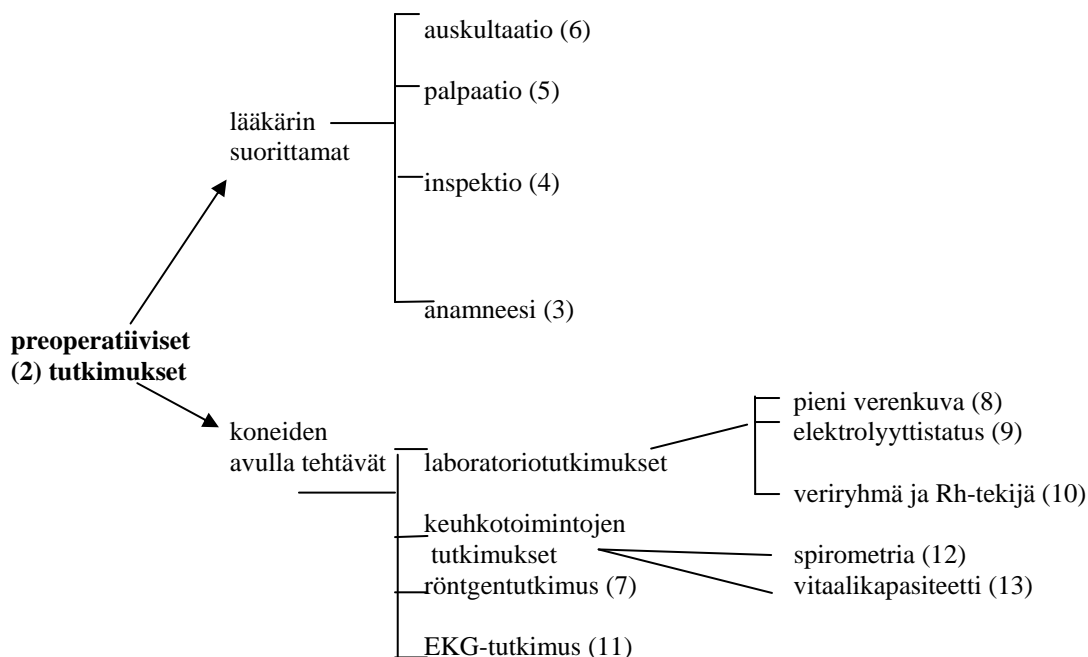 auskultaatio (6)
palpaatio (5)
lääkärin
suorittamat
inspektio (4)
anamneesi (3)
preoperatiiviset
(2) tutkimukset
koneiden
avulla tehtävät
laboratoriotutkimukset
pieni verenkuva (8)
elektrolyyttistatus (9)
veriryhmä ja Rh-tekijä (10)
keuhkotoimintojen
tutkimukset
spirometria (12)
vitaalikapasiteetti (13)
röntgentutkimus (7)
EKG-tutkimus (11)